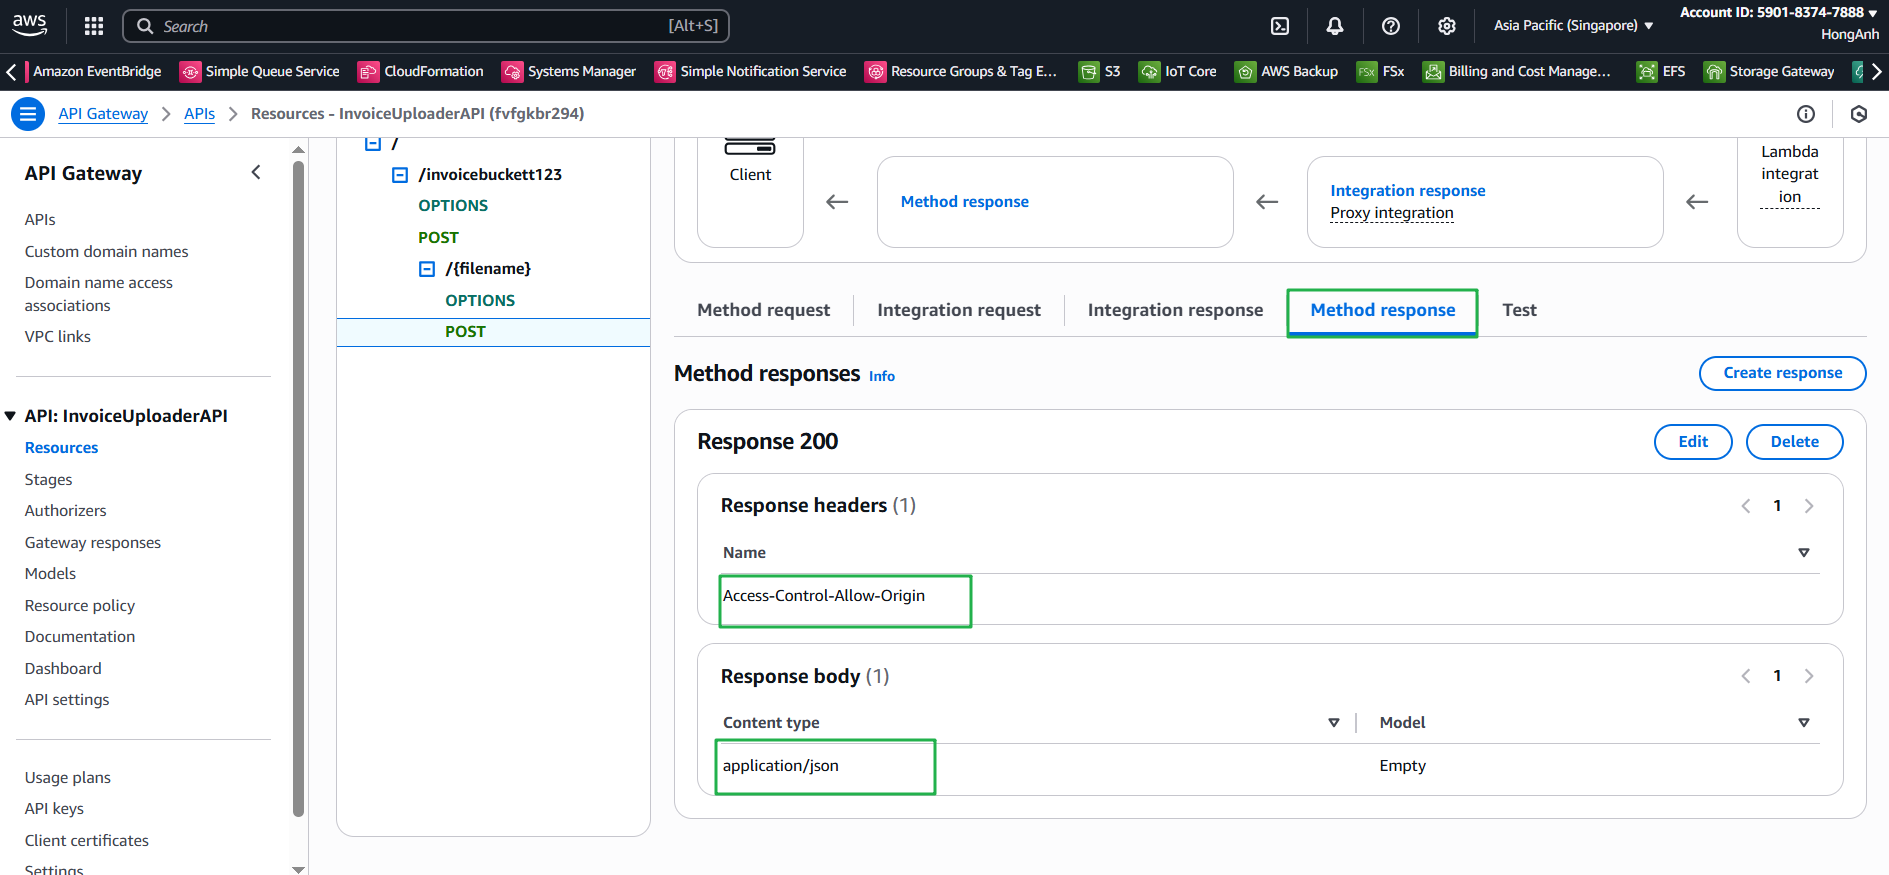 aws
Search
[Alt+S]
Asia Pacific (Singapore)
Account ID: 5901-8374-7888
HongAnh
Amazon EventBridge
Simple Queue Service
CloudFormation
Systems Manager
Simple Notification Service
Resource Groups & Tag E...
S3
IoT Core
AWS Backup
FSx
FSx
Billing and Cost Manage...
EFS
Storage Gateway
API Gateway
APIs
Resources - InvoiceUploaderAPI (fvfgkbr294)
API Gateway
APIs
Custom domain names
Domain name access
associations
VPC links
API: InvoiceUploaderAPI
Resources
Stages
Authorizers
Gateway responses
Models
Resource policy
Documentation
Dashboard
API settings
Usage plans
API keys
Client certificates
Settings
/
/invoicebuckett123
OPTIONS
POST
/{filename}
OPTIONS
POST
Client
Method response
Integration response
Proxy integration
Lambda
integrat
ion
Method request
Integration request
Integration response
Method response
Test
Method responses
Info
Create response
Response 200
Edit
Delete
Response headers (1)
1
Name
Access-Control-Allow-Origin
Response body (1)
1
Content type
Model
application/json
Empty